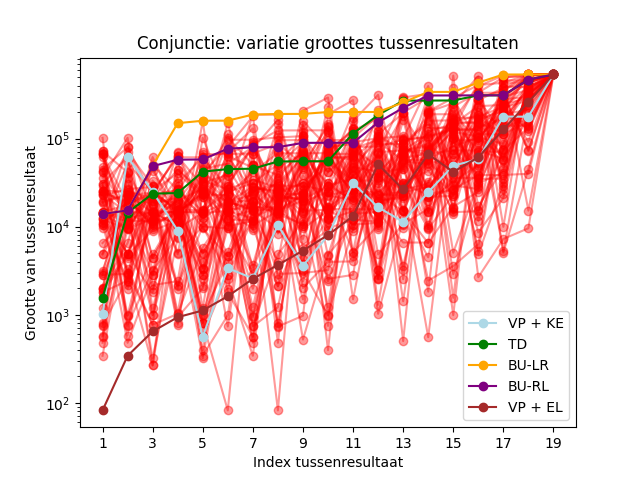 Conjunctie: variatie groottes tussenresultaten
Grootte van tussenresultaat
10^5
10^4
10^3
10^2
VP + KE
TD
BU-LR
BU-RL
VP + EL
1 3 5 7 9 11 13 15 17 19
Index tussenresultaat